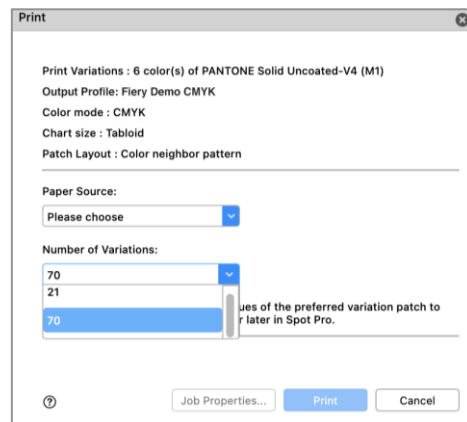 Print
Print Variations : 6 color(s) of PANTONE Solid Uncoated-V4 (M1)
Output Profile: Fiery Demo CMYK
Color mode : CMYK
Chart size : Tabloid
Patch Layout : Color neighbor pattern
Paper Source:
Please choose
Number of Variations:
70
21
70
ues of the preferred variation patch to
r later in Spot Pro.
Job Properties...
Print
Cancel